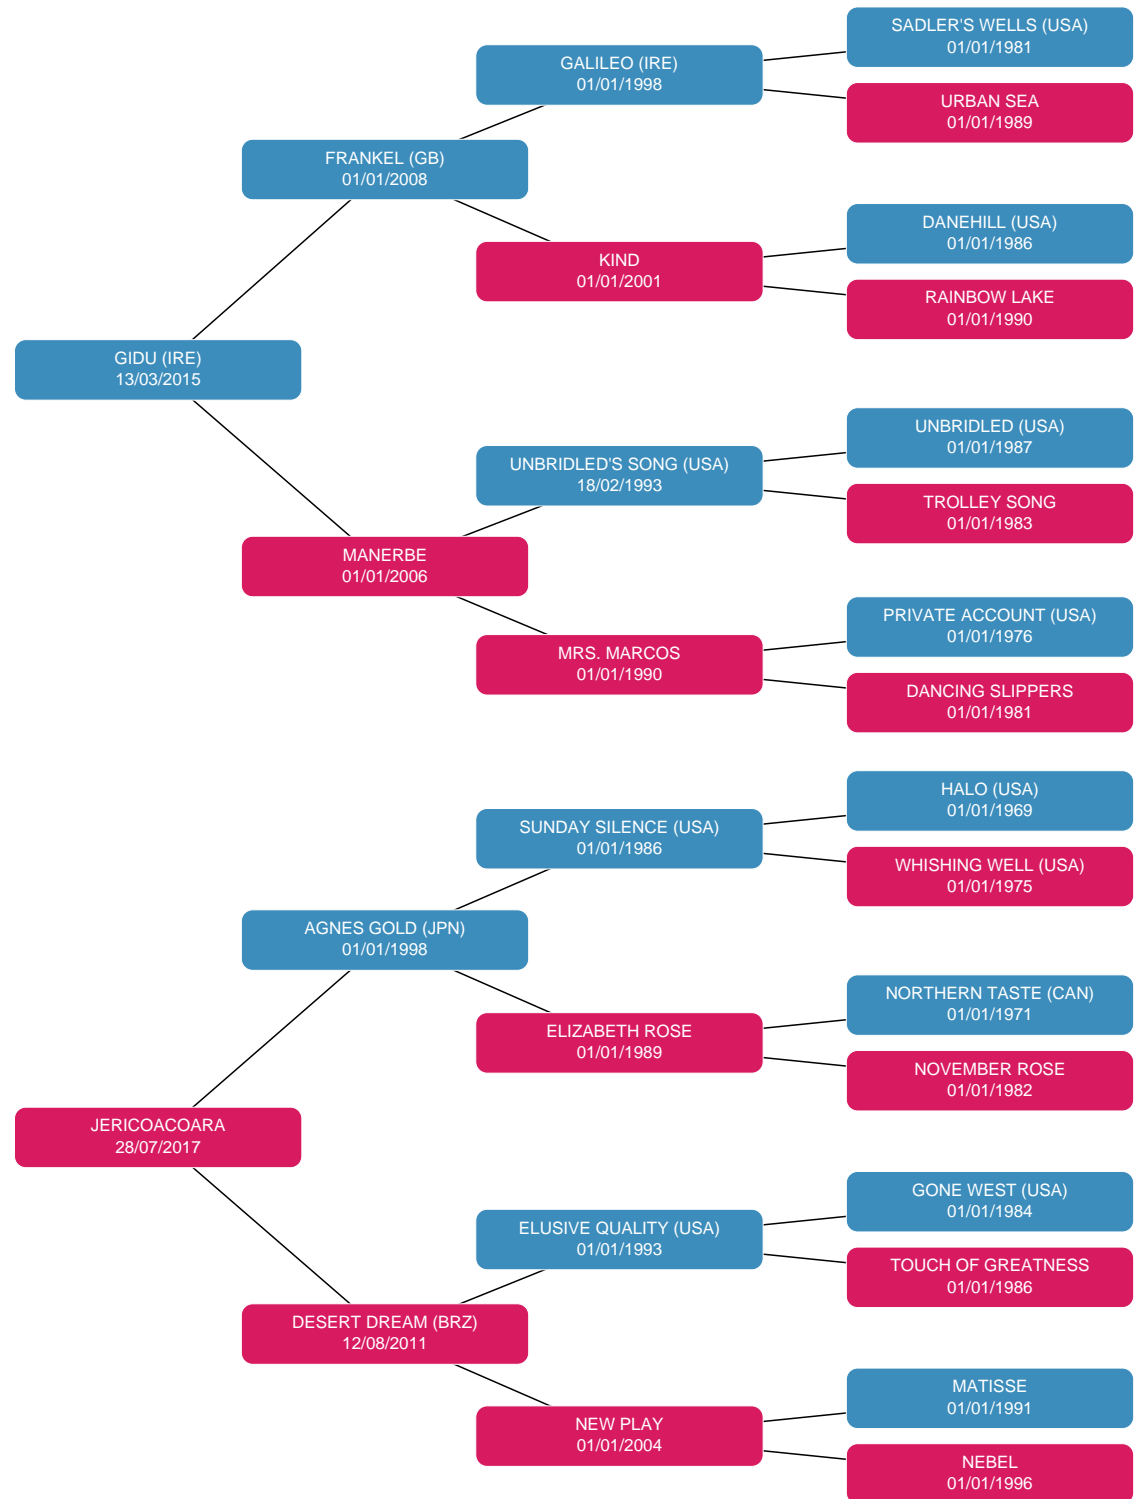 SADLER'S WELLS (USA)
01/01/1981
GALILEO (IRE)
01/01/1998
URBAN SEA
01/01/1989
FRANKEL (GB)
01/01/2008
DANEHILL (USA)
01/01/1986
KIND
01/01/2001
RAINBOW LAKE
01/01/1990
GIDU (IRE)
13/03/2015
UNBRIDLED (USA)
01/01/1987
UNBRIDLED'S SONG (USA)
18/02/1993
TROLLEY SONG
01/01/1983
MANERBE
01/01/2006
PRIVATE ACCOUNT (USA)
01/01/1976
MRS. MARCOS
01/01/1990
DANCING SLIPPERS
01/01/1981
HALO (USA)
01/01/1969
SUNDAY SILENCE (USA)
01/01/1986
WHISHING WELL (USA)
01/01/1975
AGNES GOLD (JPN)
01/01/1998
NORTHERN TASTE (CAN)
01/01/1971
ELIZABETH ROSE
01/01/1989
NOVEMBER ROSE
01/01/1982
JERICOACOARA
28/07/2017
GONE WEST (USA)
01/01/1984
ELUSIVE QUALITY (USA)
01/01/1993
TOUCH OF GREATNESS
01/01/1986
DESERT DREAM (BRZ)
12/08/2011
MATISSE
01/01/1991
NEW PLAY
01/01/2004
NEBEL
01/01/1996